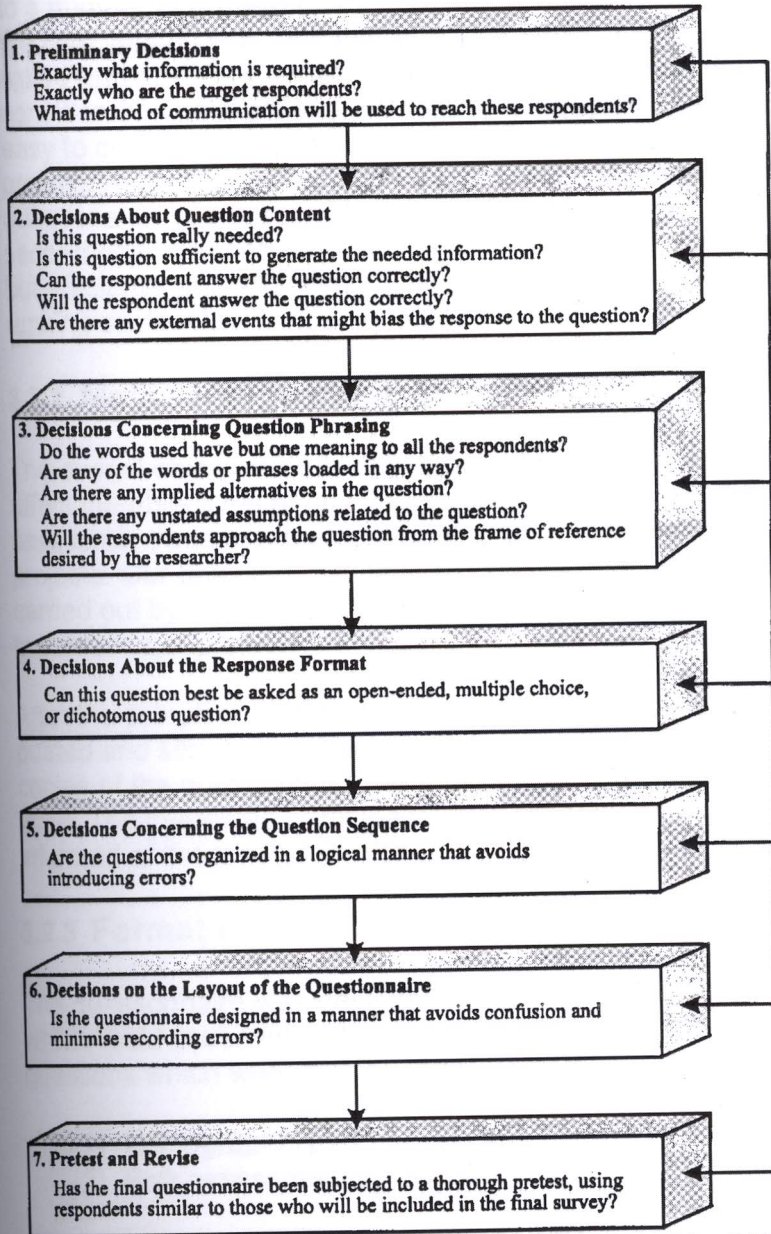 1. Preliminary Decisions
Exactly what information is required?
Exactly who are the target respondents?
What method of communication will be used to reach these respondents?
2. Decisions About Question Content
Is this question really needed?
Is this question sufficient to generate the needed information?
Can the respondent answer the question correctly?
Will the respondent answer the question correctly?
Are there any external events that might bias the response to the question?
3. Decisions Concerning Question Phrasing
Do the words used have but one meaning to all the respondents?
Are any of the words or phrases loaded in any way?
Are there any implied alternatives in the question?
Are there any unstated assumptions related to the question?
Will the respondents approach the question from the frame of reference
desired by the researcher?
4. Decisions About the Response Format
Can this question best be asked as an open-ended, multiple choice,
or dichotomous question?
5. Decisions Concerning the Question Sequence
Are the questions organized in a logical manner that avoids
introducing errors?
6. Decisions on the Layout of the Questionnaire
Is the questionnaire designed in a manner that avoids confusion and
minimise recording errors?
7. Pretest and Revise
Has the final questionnaire been subjected to a thorough pretest, using
respondents similar to those who will be included in the final survey?